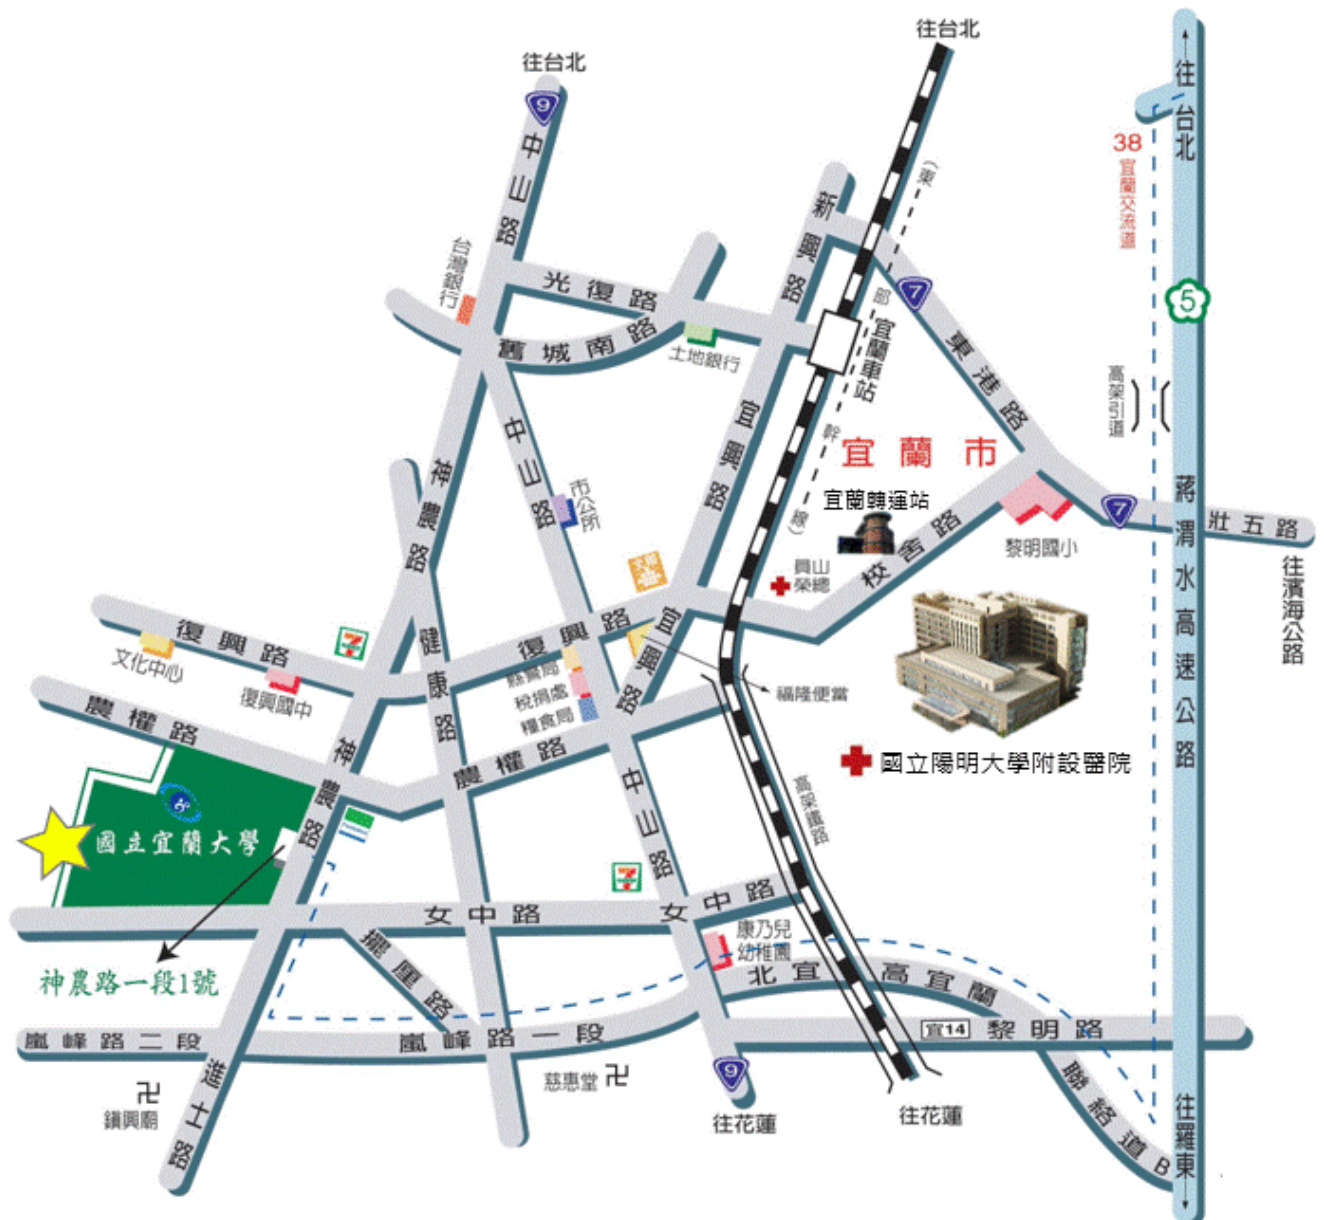 往台北
往台北
往台北
9
中山路
新興路
(東
38
宜蘭交流道
台灣銀行
光復路
7
部
5
舊城南路
土地銀行
宜蘭車站
東港路
高架引道
中山路
神農路
宜興路
幹
宜蘭市
市公所
宜蘭轉運站
線)
7
壯五路
蔣渭水高速公路
黎明國小
校舍路
員山
榮總
往濱海公路
復興路
文化中心
復興國中
7
健康路
復興路
宜興路
縣警局
稅捐處
糧食局
福隆便當
農權路
農權路
神農路
中山路
高架鐵路
國立陽明大學附設醫院
國立宜蘭大學
7
女中路
女中路
康乃兒
幼稚園
擺厘路
神農路一段1號
北宜高宜蘭
聯絡道B
嵐峰路二段
嵐峰路一段
宜14
黎明路
進士路
鎮興廟
慈惠堂
9
往花蓮
往花蓮
往羅東